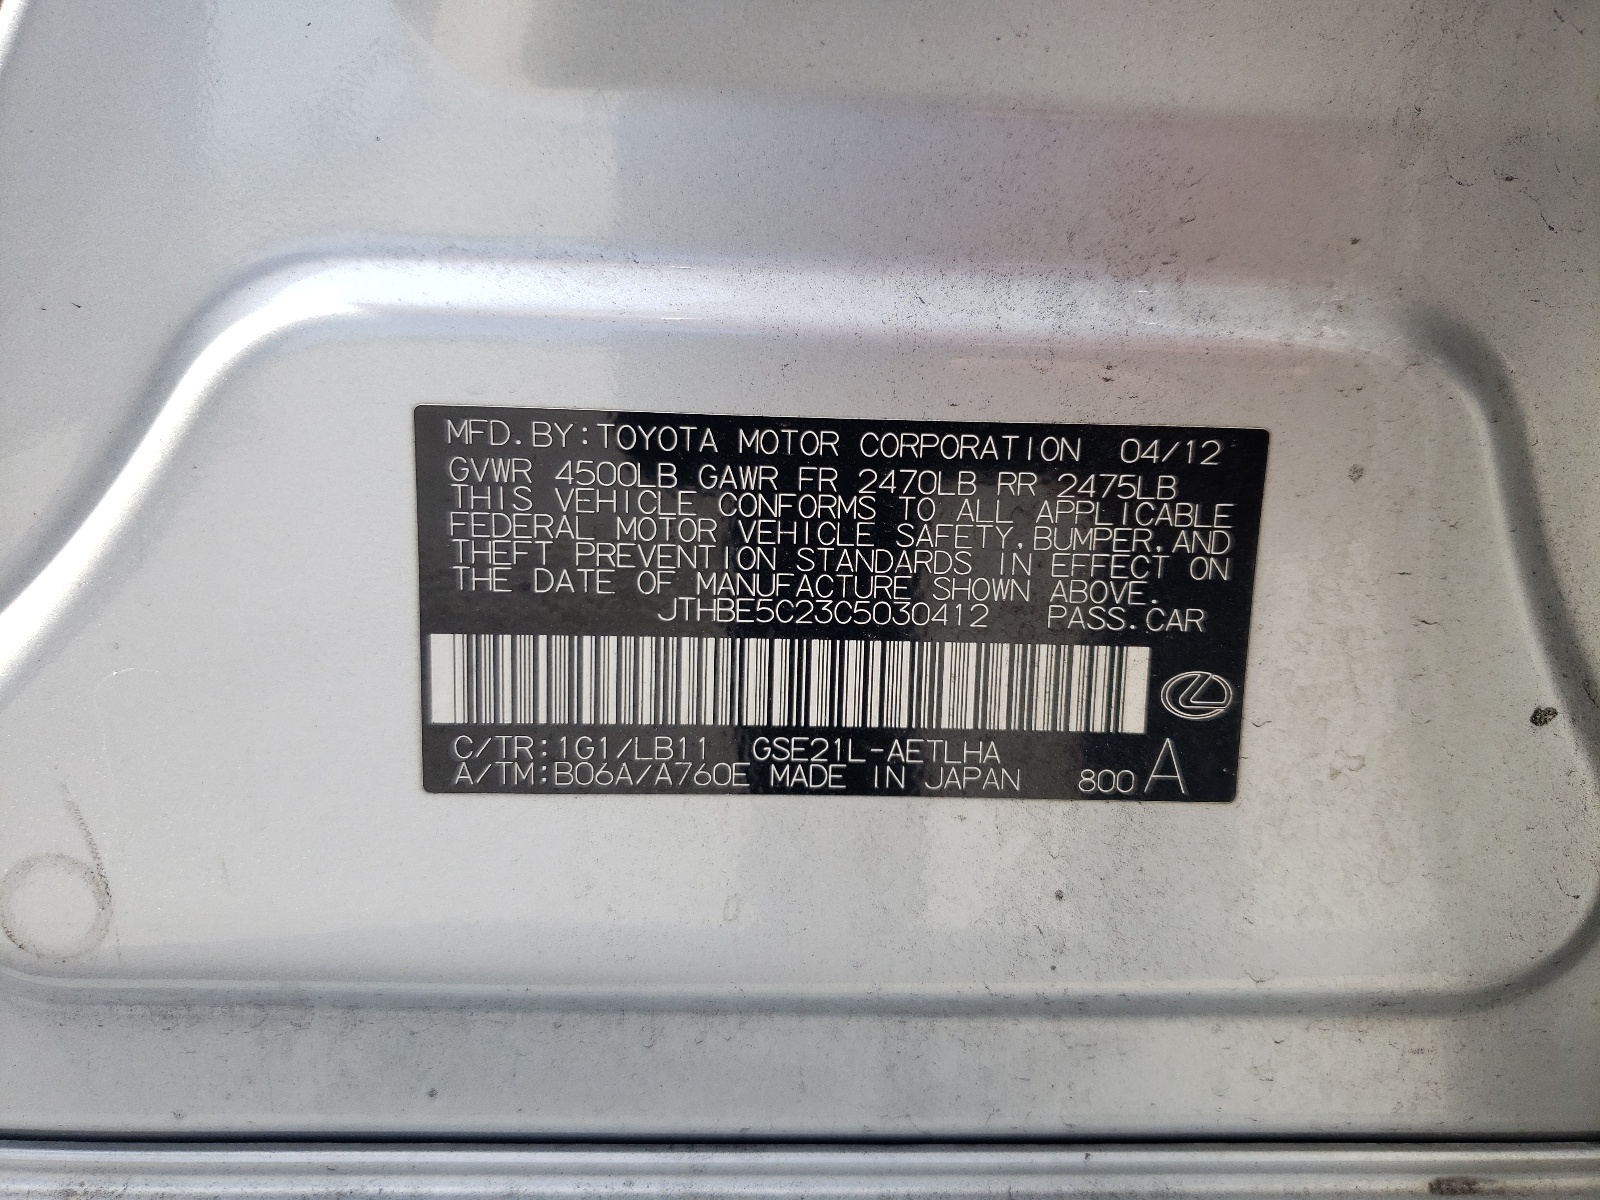 MFD.BY:TOYOTA MOTOR CORPORATION 04/12
GVWR 4500LB GAWR FR 2470LB RR 2475LB
THIS VEHICLE CONFORMS TO ALL APPLICABLE
FEDERAL MOTOR VEHICLE SAFETY,BUMPER,AND
THEFT PREVENTION STANDARDS IN EFFECT ON
THE DATE OF MANUFACTURE SHOWN ABOVE.
JTHBE5C23C5030412 PASS.CAR
C/TR:1G1/LB11 GSE21L-AETLHA
A/TM:B06A/A760E MADE IN JAPAN 800 A